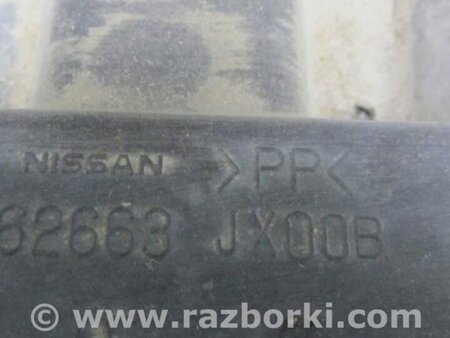 NISSAN >PP<
62663 JX00B
© www.razborki.com